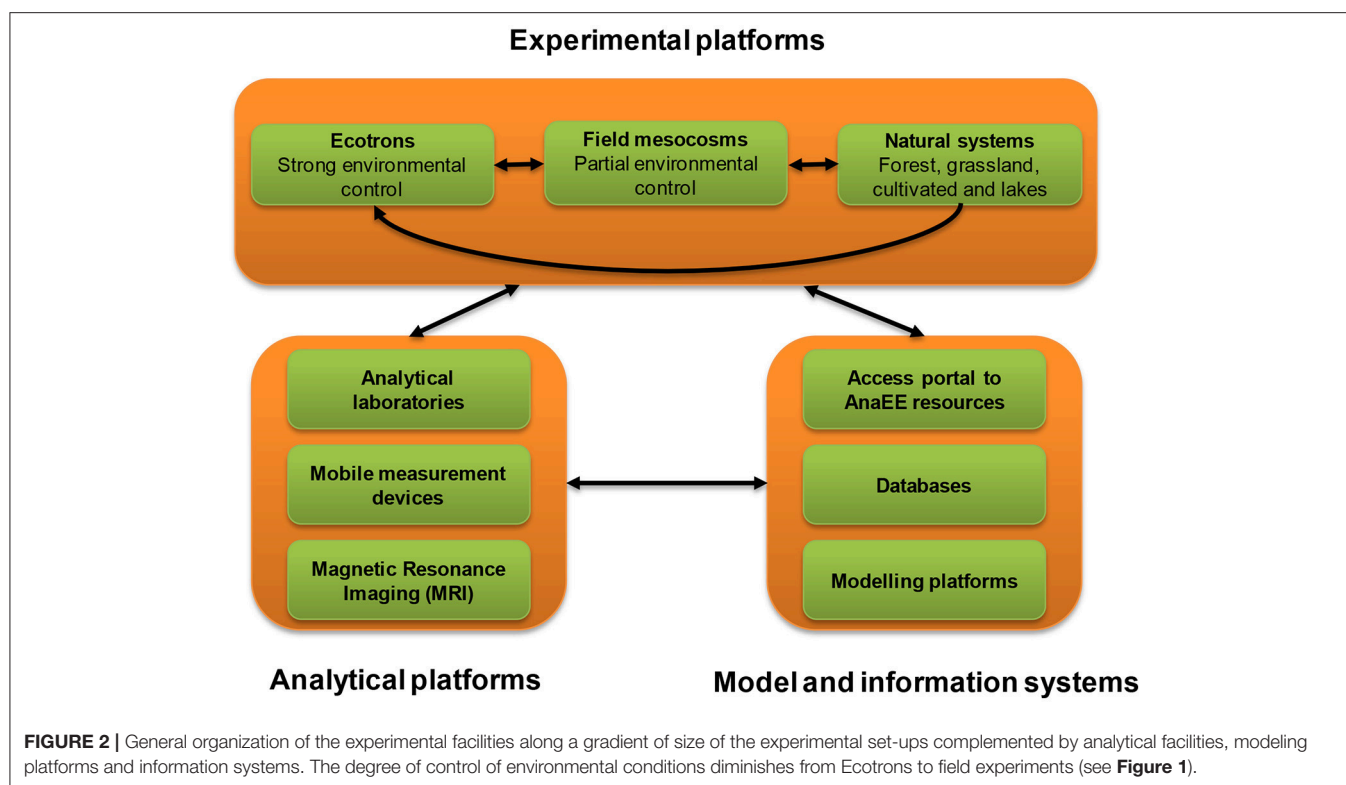 Experimental platforms
Ecotrons
Strong environmental
control
Field mesocosms
Partial environmental
control
Natural systems
Forest, grassland,
cultivated and lakes
Analytical
laboratories
Mobile measurement
devices
Magnetic Resonance
Imaging (MRI)
Access portal to
AnaEE resources
Databases
Modelling platforms
Analytical platforms
Model and information systems
FIGURE 2 | General organization of the experimental facilities along a gradient of size of the experimental set-ups complemented by analytical facilities, modeling
platforms and information systems. The degree of control of environmental conditions diminishes from Ecotrons to field experiments (see Figure 1).